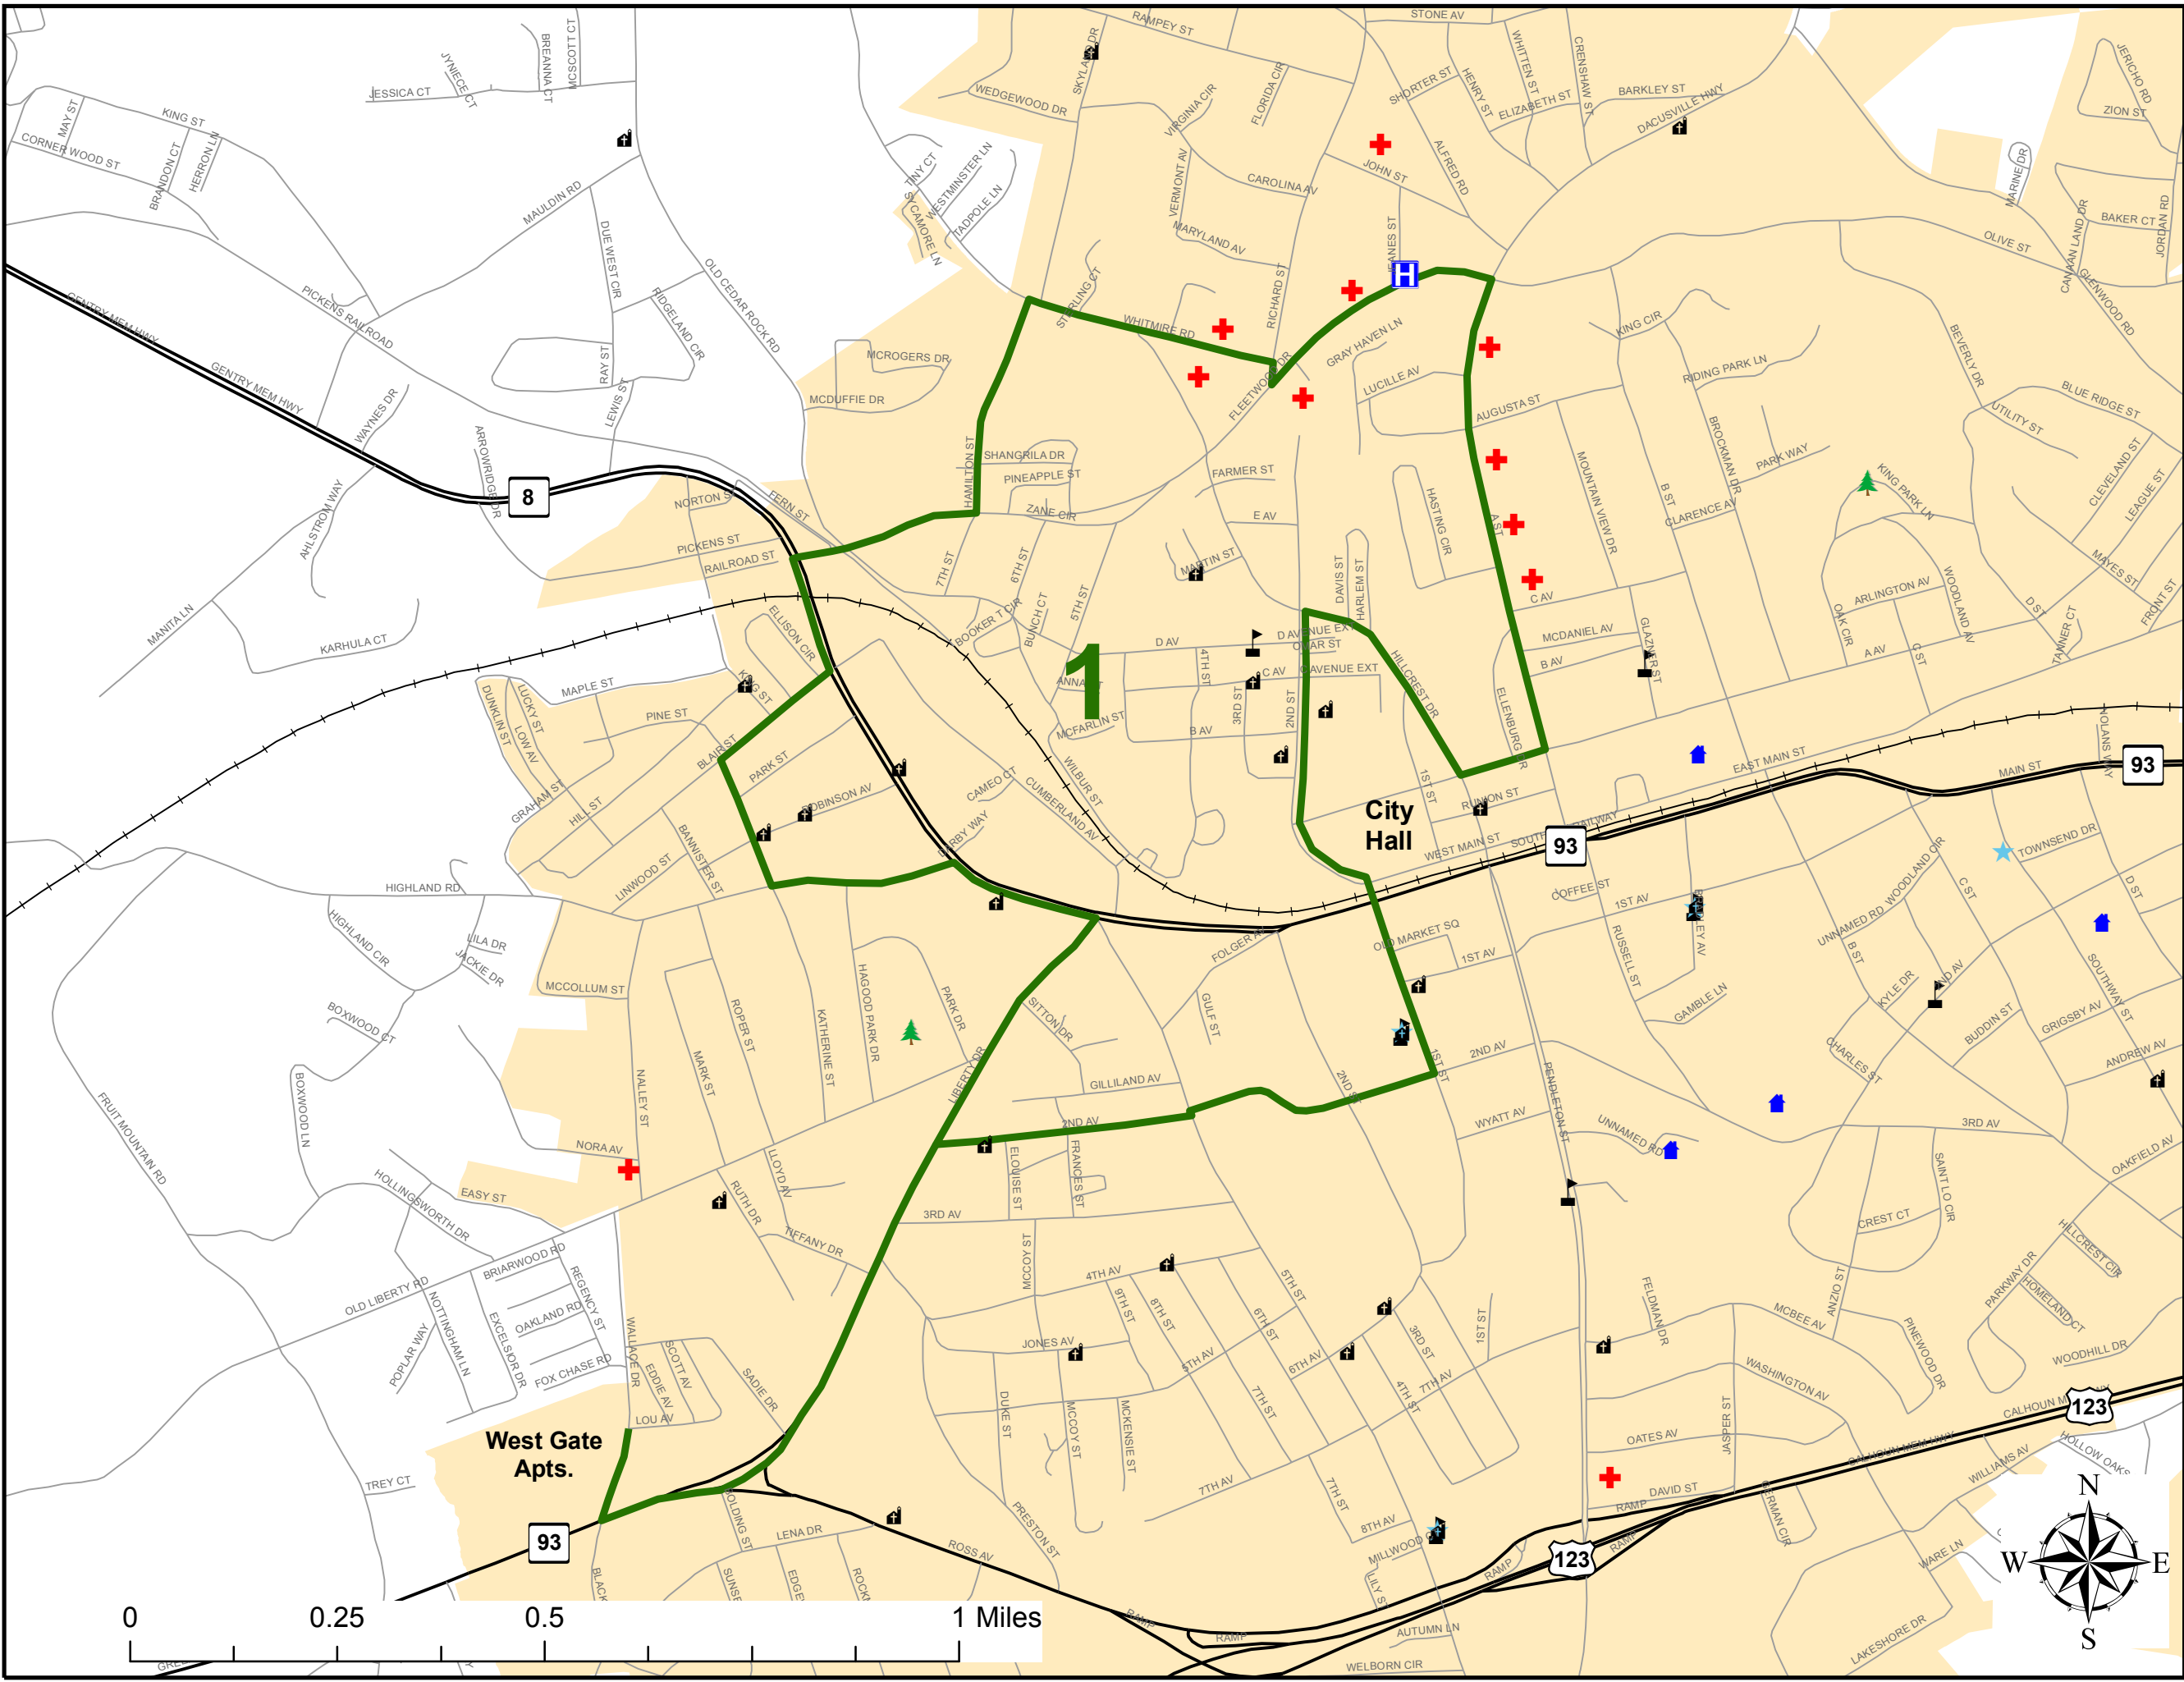 RAMPEY ST
STONE AV
SKYLAND DR
WEDGEWOOD DR
VIRGINIA CIR
FLORIDA CIR
SHORTER ST
HENRY ST
WHITTEN ST
CRENSHAW ST
ELIZABETH ST
BARKLEY ST
DACUSVILLE HWY
JERICHO RD
ZION ST
JESSICA CT
JYNIECE CT
BREANNA CT
MCSCOTT CT
MAY ST
KING ST
CORNER WOOD ST
BRANDON CT
HERRON LN
MAULDIN RD
TINY CT
WESTMINSTER LN
SYCAMORE LN
TADPOLE LN
VERMONT AV
CAROLINA AV
MARYLAND AV
JOHN ST
ALFRED RD
MARINE DR
BAKER CT
JORDAN RD
CANAAN LAND DR
OLIVE ST
GLENWOOD RD
DUE WEST CIR
OLD CEDAR ROCK RD
RIDGELAND CIR
RAY ST
LEWIS ST
PICKENS RAILROAD
GENTRY MEM HWY
GENTRY MEM HWY
WAYNES DR
ARROWRIDGE DR
8
STERLING CT
WHITMIRE RD
RICHARD ST
H
FLEETWOOD DR
GRAY HAVEN LN
LUCILLE AV
AUGUSTA ST
KING CIR
RIDING PARK LN
BEVERLY DR
BLUE RIDGE ST
UTILITY ST
MCROGERS DR
MCDUFFIE DR
HAMILTON ST
SHANGRILA DR
PINEAPPLE ST
ZANE CIR
FARMER ST
E AV
HASTING CIR
A ST
MOUNTAIN VIEW DR
B ST
BROCKMAN DR
PARK WAY
CLARENCE AV
KING PARK LN
CLEVELAND ST
LEAGUE ST
MAYES ST
FRONT ST
AHLSTROM WAY
NORTON ST
FERN ST
PICKENS ST
RAILROAD ST
7TH ST
6TH ST
5TH ST
BOOKER T CIR
BUNCH CT
MARTIN ST
DAVIS ST
HARLEM ST
C AV
MCDANIEL AV
B AV
GLAZNER ST
ARLINGTON AV
WOODLAND AV
OAK CIR
A AV
C ST
D ST
TANNER CT
MANITA LN
KARHULA CT
MAPLE ST
ELLISON CIR
KING ST
DUNKLIN ST
LUCKY ST
LOW AV
PINE ST
BLAIR ST
PARK ST
GRAHAM ST
HILL ST
ROBINSON AV
1
D AV
D AVENUE EXT
4TH ST
3RD ST
2ND ST
C AV
C AVENUE EXT
MCFARLIN ST
B AV
HILLCREST DR
ELLENBURG DR
WILBUR ST
CAMEO CT
CUMBERLAND AV
DARBY WAY
City
Hall
1ST ST
RUNION ST
WEST MAIN ST
EAST MAIN ST
MAIN ST
NOLANS WAY
93
93
LINWOOD ST
BANNISTER ST
HIGHLAND RD
HIGHLAND CIR
LILA DR
JACKIE DR
BOXWOOD CT
BOXWOOD LN
MCCOLLUM ST
FRUIT MOUNTAIN RD
ROPER ST
MARK ST
KATHERINE ST
HAGOOD PARK DR
PARK DR
LIBERTY DR
SITTON DR
GILLILAND AV
2ND AV
FOLGER AV
GULF ST
OLD MARKET SQ
1ST AV
2ND ST
1ST ST
2ND AV
PENDLETON ST
COFFEE ST
1ST AV
RUSSELL ST
GAMBLE LN
UNNAMED RD
WOODLAND CIR
TOWNSEND DR
C ST
D ST
B ST
KYLE DR
SOUTHWAY ST
GRIGSBY AV
BUDDIN ST
ANDREW AV
CHARLES ST
WYATT AV
UNNAMED RD
3RD AV
OAKFIELD AV
SAINT LO CIR
CREST CT
HILLCREST CIR
HOMELAND CT
PARKWAY DR
ANZIO ST
NALLEY ST
NORA AV
EASY ST
HOLLINGSWORTH DR
RUTH DR
LLOYD AV
TIFFANY DR
ELOUISE ST
FRANCES ST
3RD AV
MCCOY ST
4TH AV
9TH ST
8TH ST
JONES AV
5TH ST
6TH ST
5TH AV
6TH AV
7TH ST
3RD ST
4TH ST
7TH AV
1ST ST
FELDMAN DR
MCBEE AV
PINEWOOD DR
WOODHILL DR
WASHINGTON AV
JASPER ST
OATES AV
CALHOUN MEM HWY
123
HOLLOW OAKS
WILLIAMS AV
OLD LIBERTY RD
BRIARWOOD RD
OAKLAND RD
REGENCY ST
NOTTINGHAM LN
EXCELSIOR DR
FOX CHASE RD
POPLAR WAY
WALLACE DR
SCOTT AV
EDDIE AV
SADIE DR
LOU AV
West Gate
Apts.
TREY CT
93
DUKE ST
MCCOY ST
MCKENSIE ST
7TH AV
7TH ST
8TH AV
LILY ST
DAVID ST
RAMP
RAMP
RAMP
123
LENA DR
ROSS AV
PRESTON ST
RAMP
RAMP
AUTUMN LN
WELBORN CIR
WARE LN
LAKESHORE DR
0 0.25 0.5 1 Miles
N
W E
S